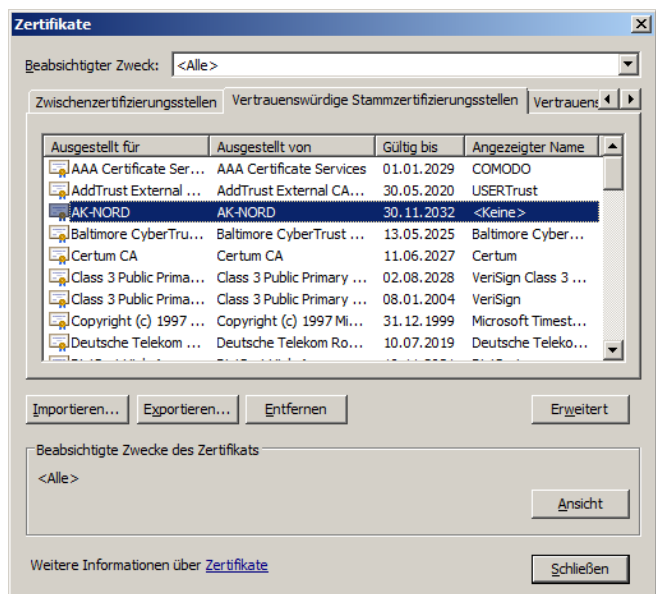 Zertifikate
Beabsichtigter Zweck: <Alle>
Zwischenzertifizierungsstellen Vertrauenswürdige Stammzertifizierungsstellen Vertrauens
Ausgestellt für Ausgestellt von Gültig bis Angezeigter Name
AAA Certificate Ser... AAA Certificate Services 01.01.2029 COMODO
AddTrust External ... AddTrust External CA... 30.05.2020 USERTrust
AK-NORD AK-NORD 30.11.2032 <Keine>
Baltimore CyberTru... Baltimore CyberTrust ... 13.05.2025 Baltimore Cyber...
Certum CA Certum CA 11.06.2027 Certum
Class 3 Public Prima... Class 3 Public Primary ... 02.08.2028 VeriSign Class 3 ...
Class 3 Public Prima... Class 3 Public Primary ... 08.01.2004 VeriSign
Copyright (c) 1997 ... Copyright (c) 1997 Mi... 31.12.1999 Microsoft Timest...
Deutsche Telekom ... Deutsche Telekom Ro... 10.07.2019 Deutsche Teleko...
Importieren... Exportieren... Entfernen Erweitert
Beabsichtigte Zwecke des Zertifikats
<Alle>
Ansicht
Weitere Informationen über Zertifikate
Schließen